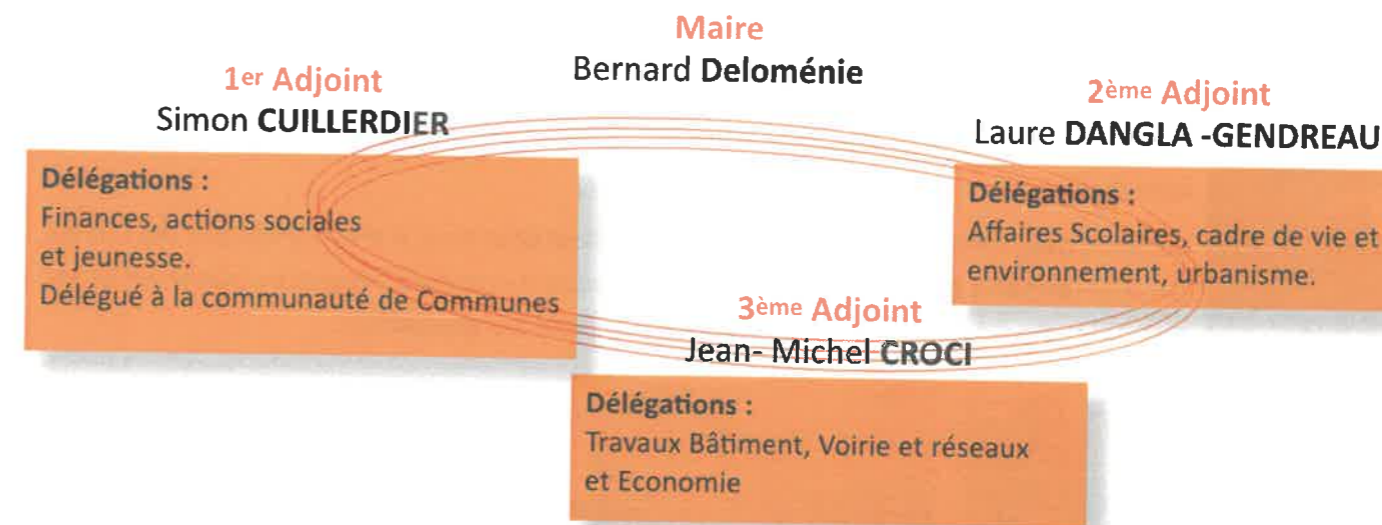 Maire
Bernard Deloménie
1er Adjoint
Simon CUILLERDIER
Délégations :
Finances, actions sociales
et jeunesse.
Délégué à la communauté de Communes
2ème Adjoint
Laure DANGLA -GENDREAU
Délégations :
Affaires Scolaires, cadre de vie et
environnement, urbanisme.
3ème Adjoint
Jean- Michel CROCI
Délégations :
Travaux Bâtiment, Voirie et réseaux
et Economie